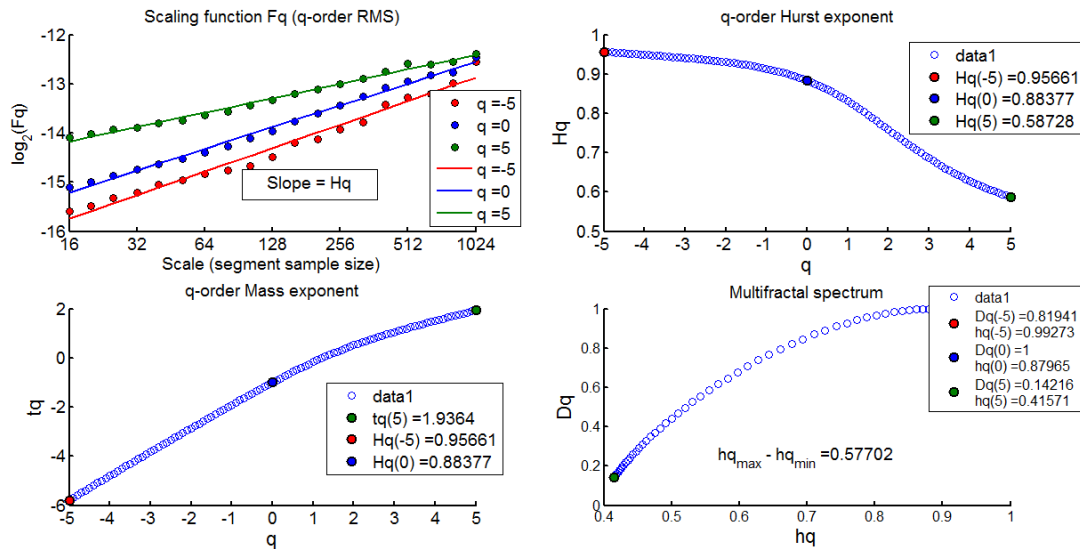 Scaling function Fq (q-order RMS)
-12
-13
-14
-15
-16
log2(Fq)
q =-5
q =0
q =5
q =-5
q =0
q =5
Slope = Hq
16 32 64 128 256 512 1024
Scale (segment sample size)
q-order Hurst exponent
1
0.9
0.8
0.7
0.6
0.5
Hq
data1
Hq(-5)=0.95661
Hq(0)=0.88377
Hq(5)=0.58728
-5 -4 -3 -2 -1 0 1 2 3 4 5
q
q-order Mass exponent
2
0
-2
-4
-6
tq
data1
tq(5)=1.9364
Hq(-5)=0.95661
Hq(0)=0.88377
-5 -4 -3 -2 -1 0 1 2 3 4 5
q
Multifractal spectrum
1
0.8
0.6
0.4
0.2
0
Dq
data1
Dq(-5)=0.81941
hq(-5)=0.99273
Dq(0)=1
hq(0)=0.87965
Dq(5)=0.14216
hq(5)=0.41571
hqmax - hqmin =0.57702
0.4 0.5 0.6 0.7 0.8 0.9 1
hq